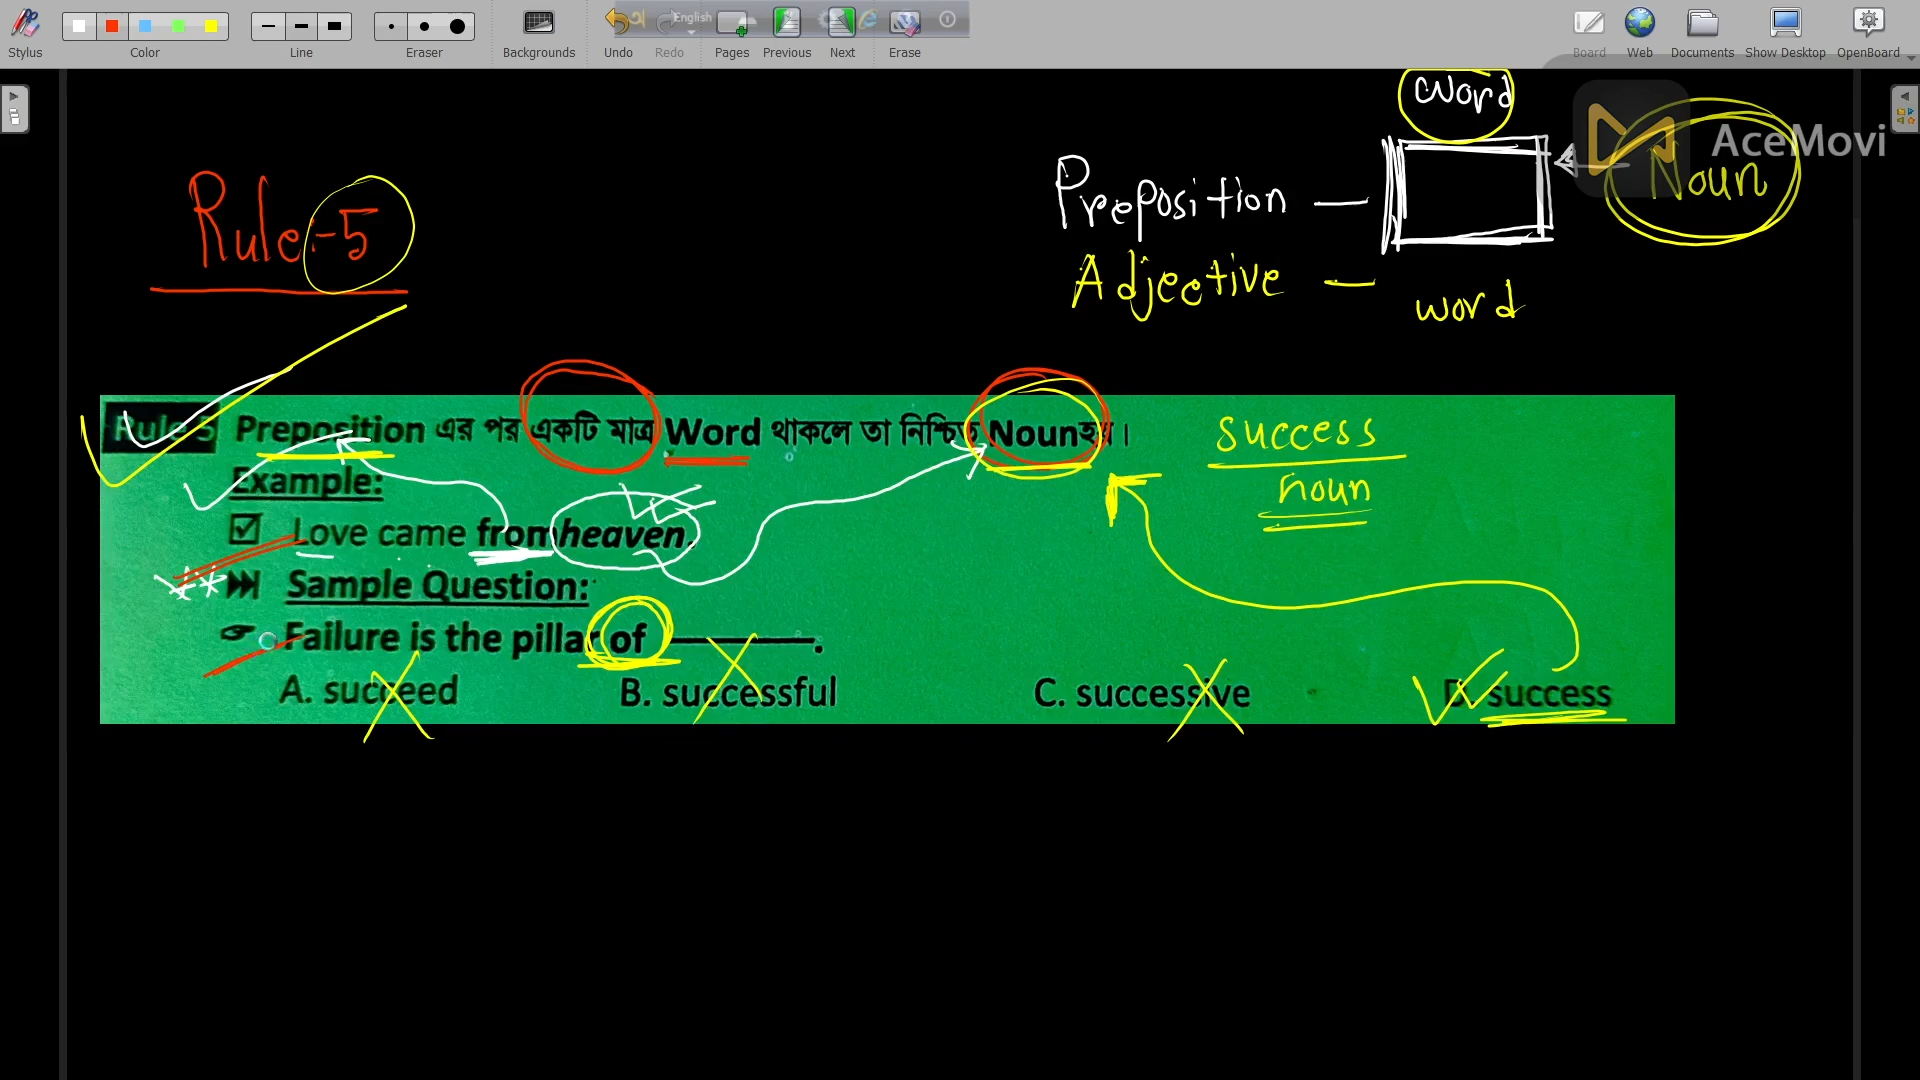 Stylus
Color
Line
Eraser
Backgrounds
Undo
Redo
English
Pages
Previous
Next
Erase
Board
Web
Documents
Show Desktop
OpenBoard
AceMovi
word
Rule:-5
Preposition —
Noun
Adjective — word
Rule 5 Preposition এর পর একটি মাত্র Word থাকলে তা নিশ্চিত Noun হয়।
success
noun
Example:
Love came from heaven.
Sample Question:
Failure is the pillar of ________.
A. succeed B. successful C. successive D. success